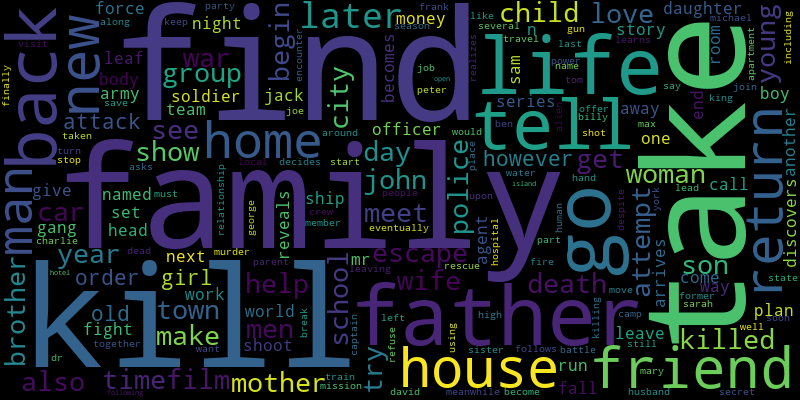 find
family
kill
take
father
life
tell
go
house
friend
back
man
new
home
return
love
later
child
young
begin
war
group
city
force
night
money
daughter
story
room
leaf
body
army
soldier
jack
becomes
job
peter
sam
n
series
away
boy
attack
team
see
show
day
john
officer
police
however
get
one
woman
call
another
discovers
give
named
set
head
car
gang
charlie
meet
agent
hospital
attempt
son
come
way
arrives
year
next
girl
order
help
reveals
ship
escape
wife
death
school
brother
old
town
work
world
men
fight
make
shoot
try
leave
killed
plan
also
time
film
mother
run
fall
husband
secret
finally
along
keep
party
season
frank
michael
including
visit
save
joe
encounter
like
several
travel
last
power
name
tom
realizes
learns
gun
say
king
join
apartment
open
ben
alien
shot
offer
billy
max
end
taken
turn
stop
asks
local
decides
start
around
would
place
water
island
upon
hand
york
lead
state
must
dead
murder
relationship
george
crew
member
people
eventually
human
part
fire
despite
move
former
sarah
soon
well
still
hotel
parent
leaving
rescue
killing
camp
dr
together
want
break
captain
left
high
refuse
using
sister
follows
battle
mary
train
mission
david
meanwhile
become
following
mr